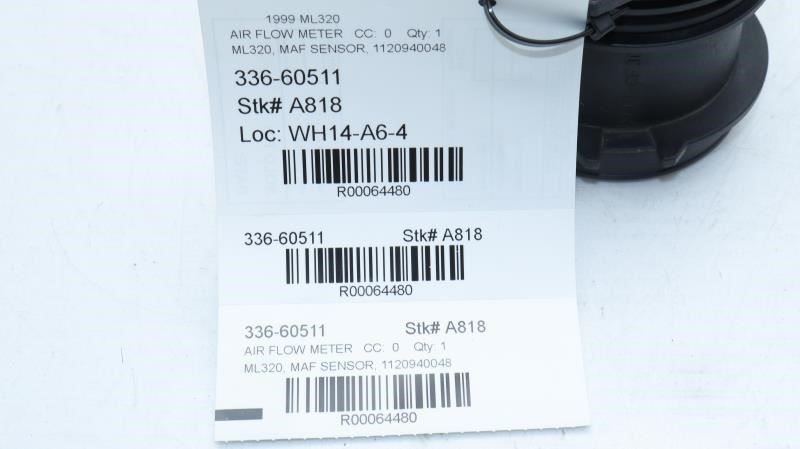 1999 ML320
AIR FLOW METER CC: 0 Qty: 1
ML320, MAF SENSOR, 1120940048
336-60511
Stk# A818
Loc: WH14-A6-4
R00064480
336-60511 Stk# A818
R00064480
336-60511 Stk# A818
AIR FLOW METER CC: 0 Qty: 1
ML320, MAF SENSOR, 1120940048
R00064480